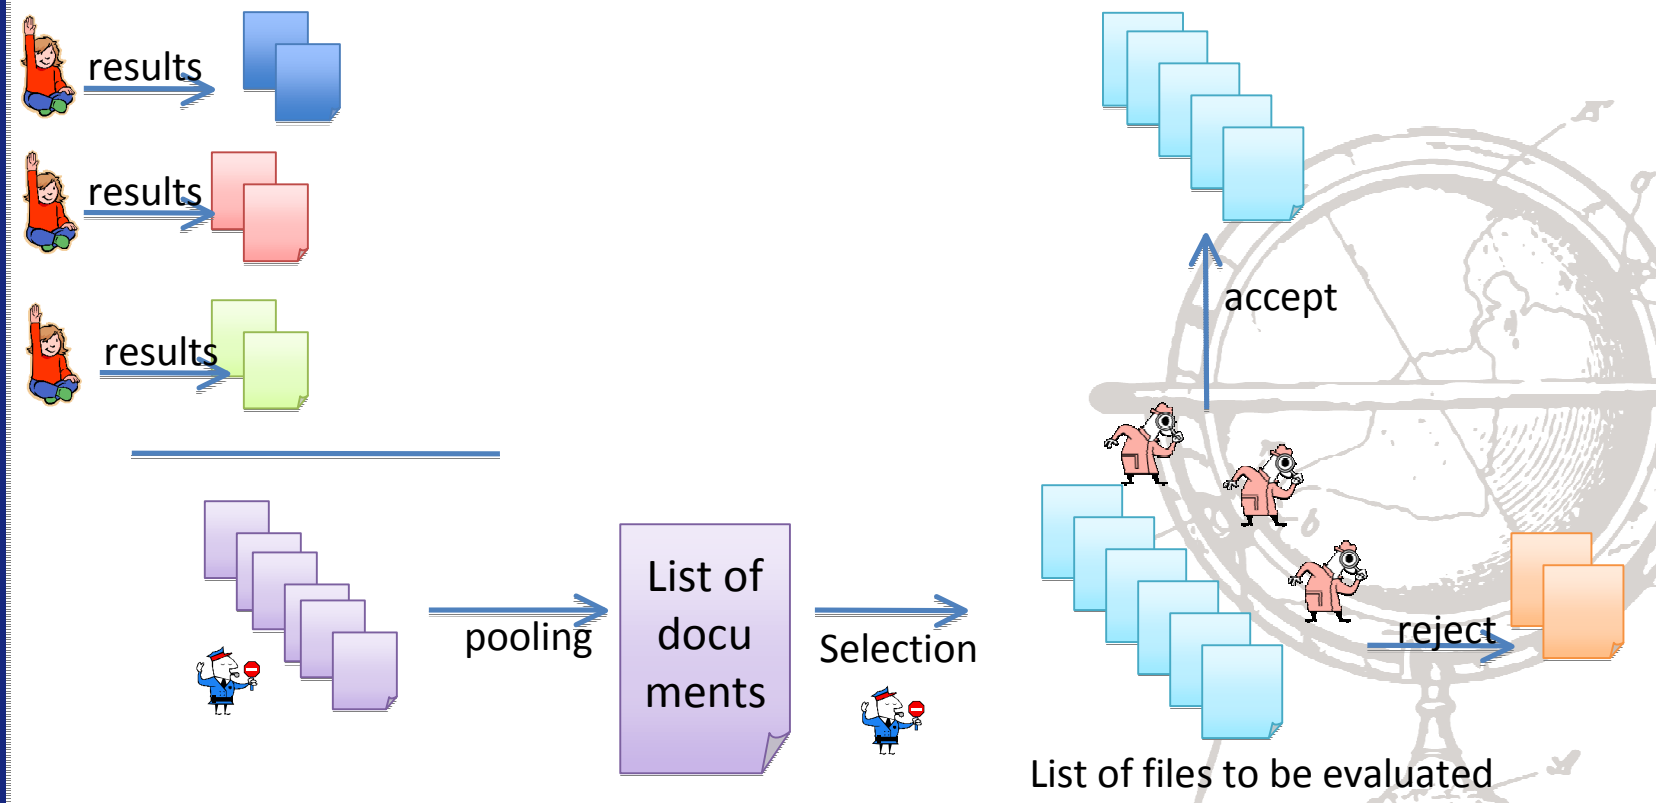 results
results
results
pooling
List of
docu
ments
Selection
accept
reject
List of files to be evaluated